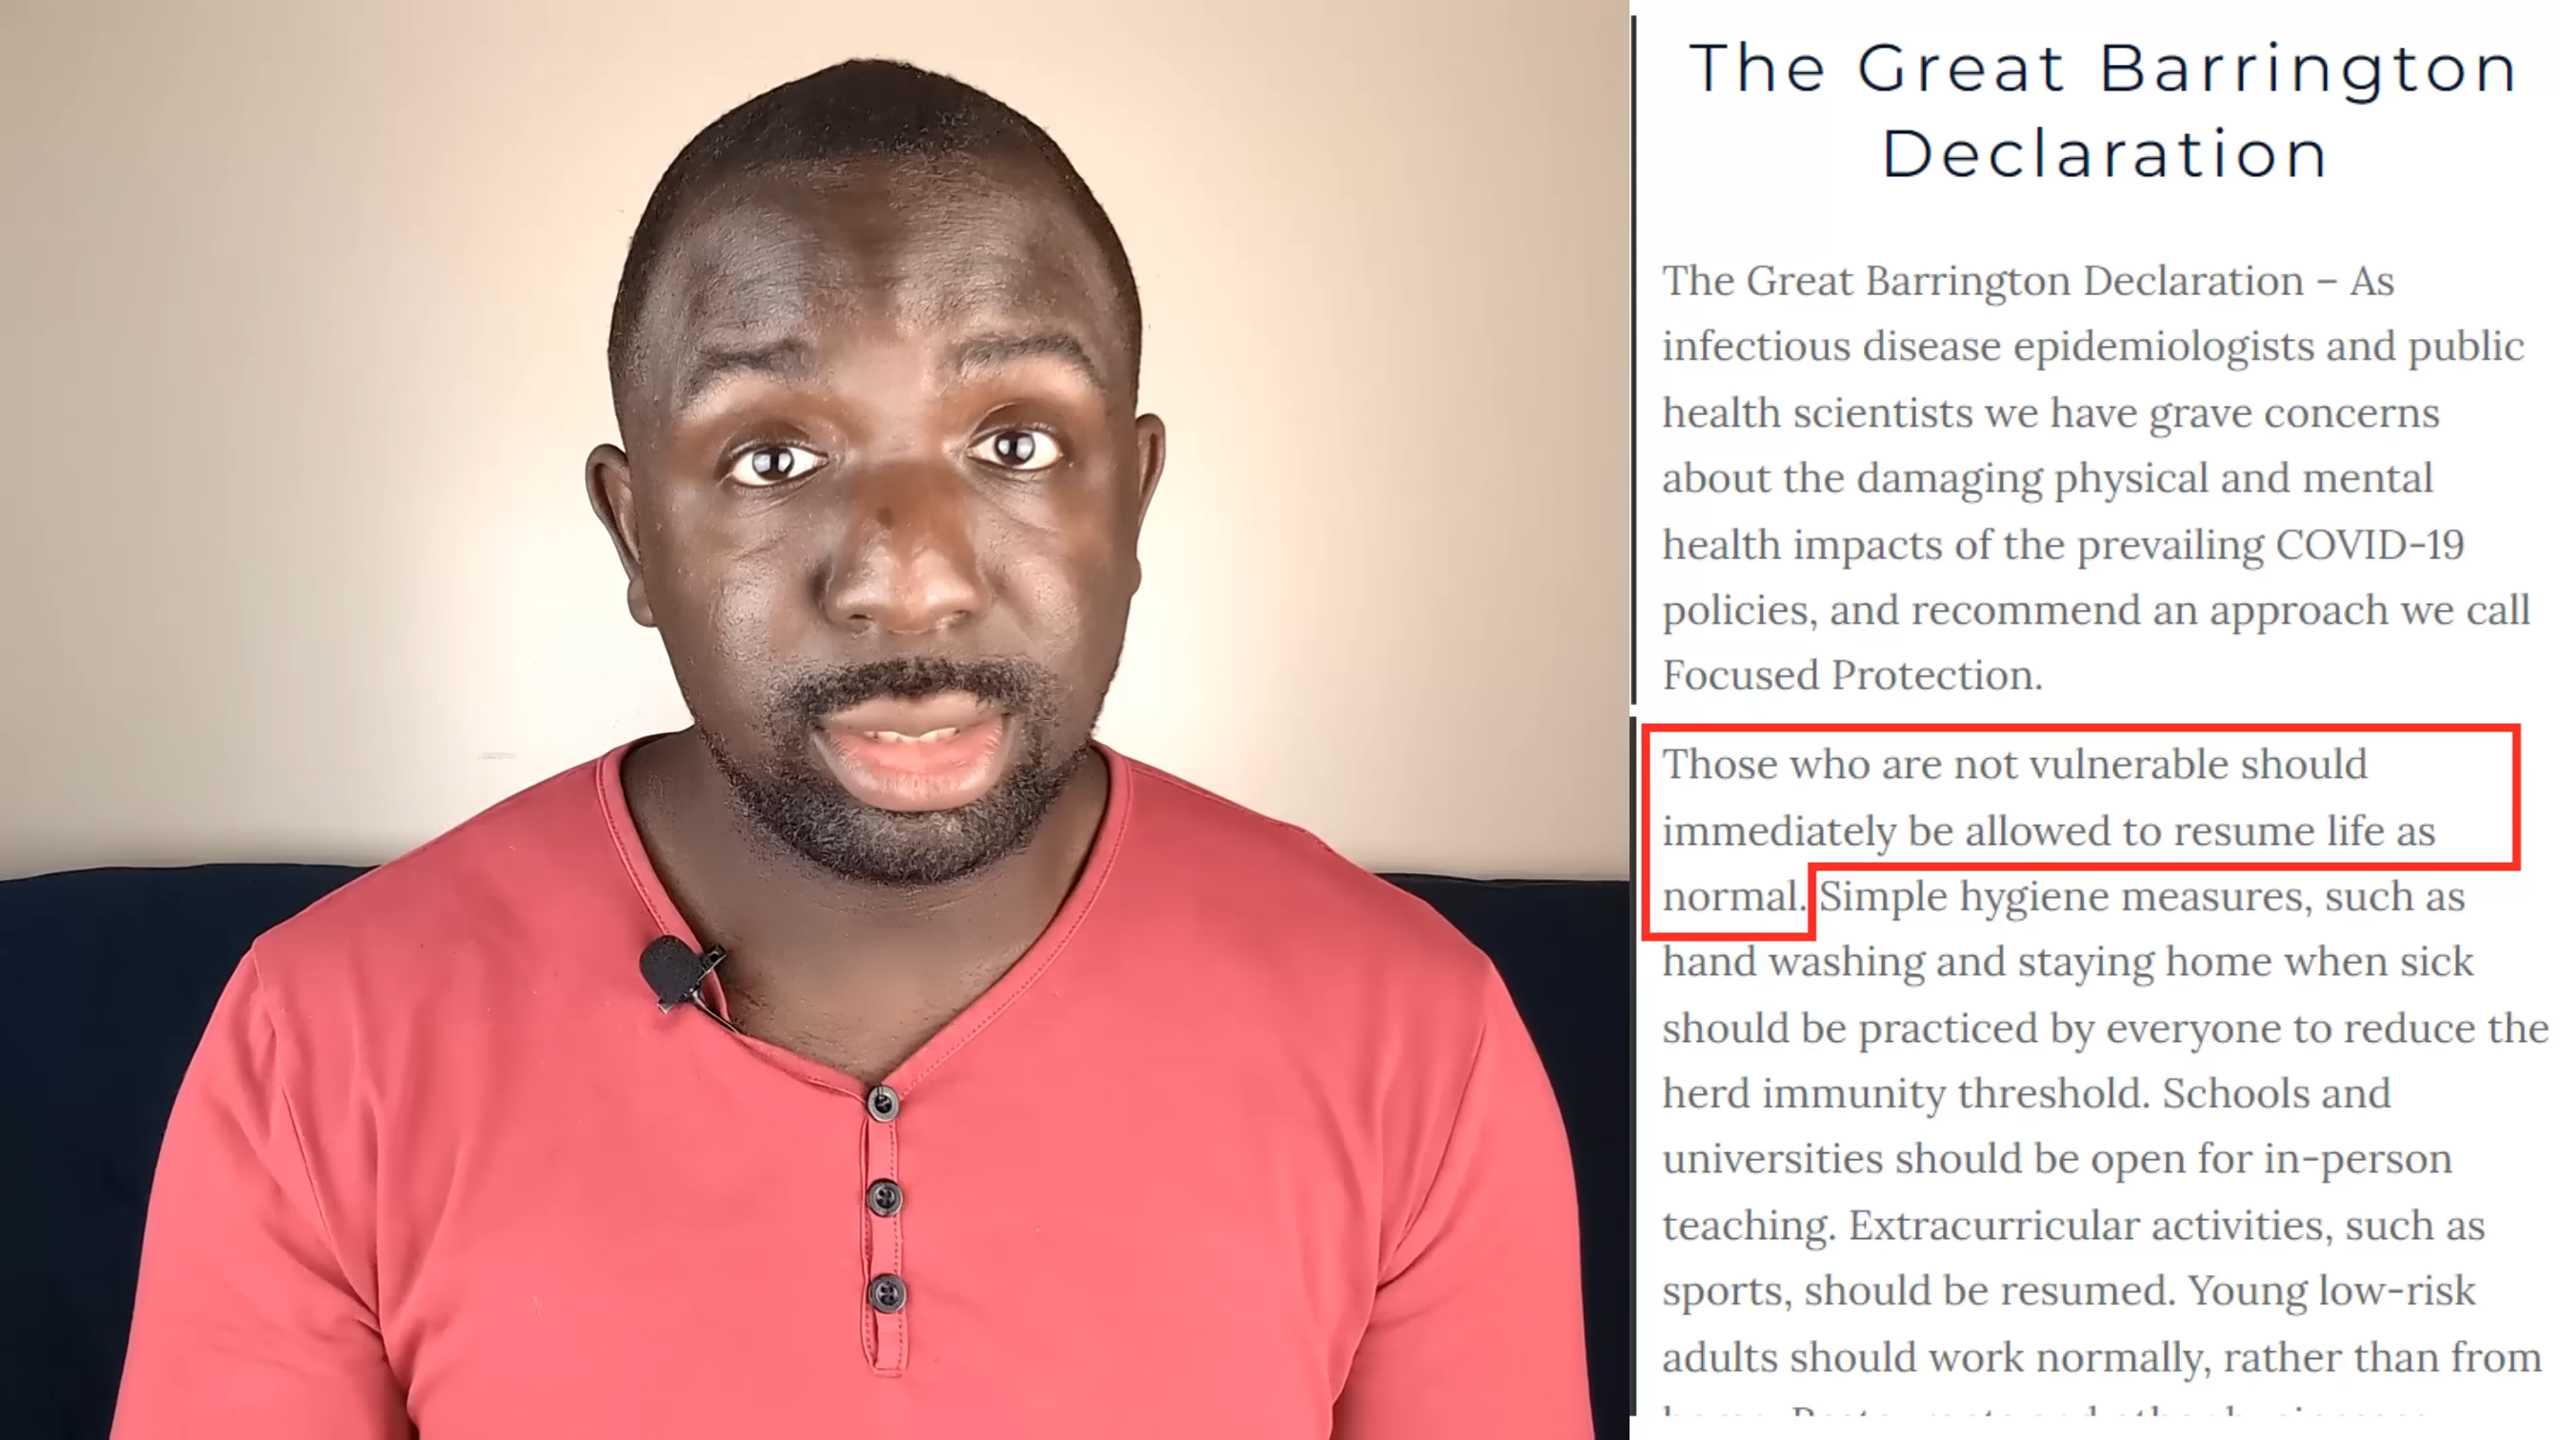 The Great Barrington
Declaration
The Great Barrington Declaration – As
infectious disease epidemiologists and public
health scientists we have grave concerns
about the damaging physical and mental
health impacts of the prevailing COVID-19
policies, and recommend an approach we call
Focused Protection.
Those who are not vulnerable should
immediately be allowed to resume life as
normal. Simple hygiene measures, such as
hand washing and staying home when sick
should be practiced by everyone to reduce the
herd immunity threshold. Schools and
universities should be open for in-person
teaching. Extracurricular activities, such as
sports, should be resumed. Young low-risk
adults should work normally, rather than from